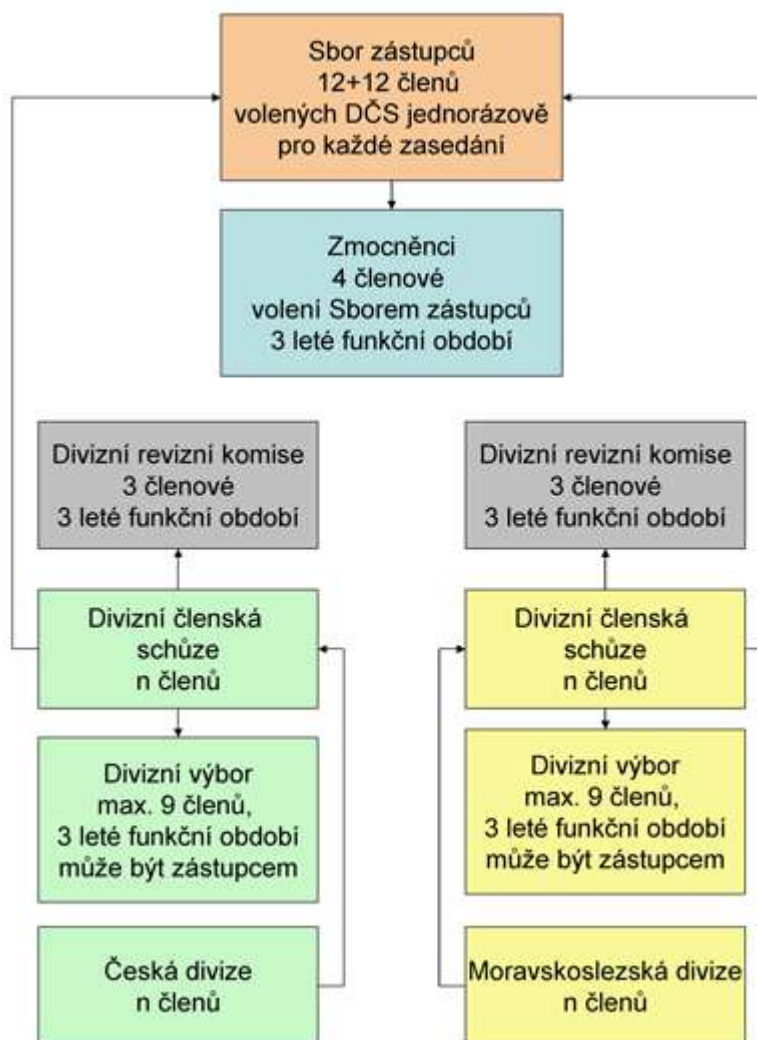 Sbor zástupců
12+12 členů
volených DČS jednorázově
pro každé zasedání
Zmocněnci
4 členové
volení Sborem zástupců
3 leté funkční období
Divizní revizní komise
3 členové
3 leté funkční období
Divizní revizní komise
3 členové
3 leté funkční období
Divizní členská
schůze
n členů
Divizní členská
schůze
n členů
Divizní výbor
max. 9 členů,
3 leté funkční období
může být zástupcem
Divizní výbor
max. 9 členů,
3 leté funkční období
může být zástupcem
Česká divize
n členů
Moravskoslezská divize
n členů